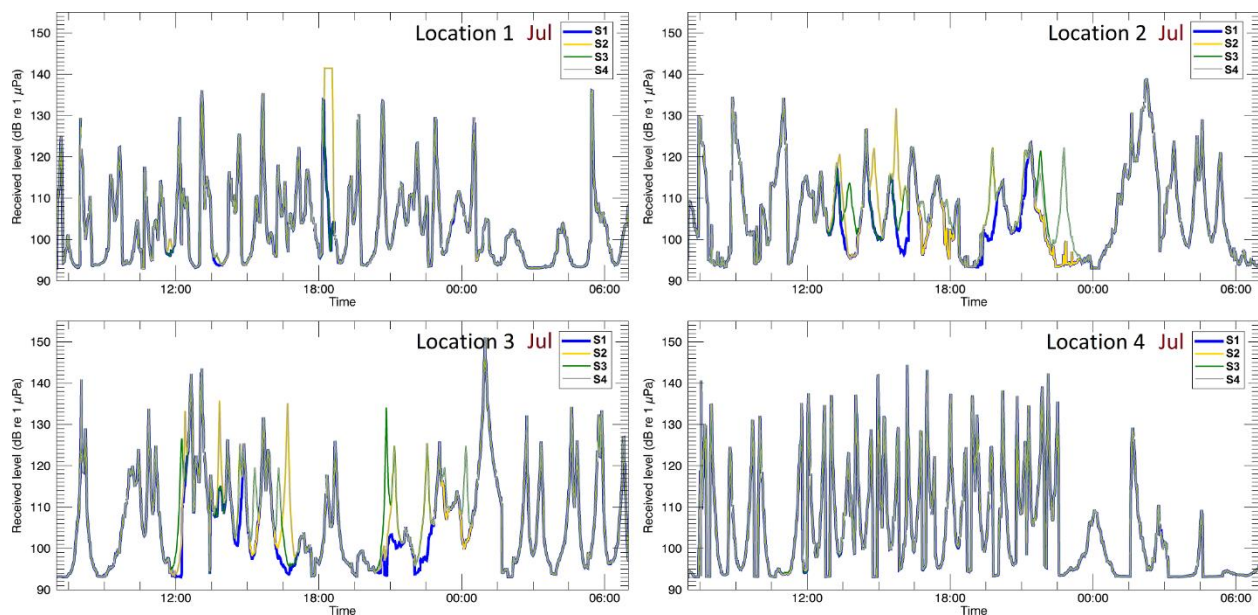 Location 1 Jul
S1
S2
S3
S4
150
140
130
120
110
100
90
Received level (dB re 1 µPa)
12:00
18:00
00:00
06:00
Time
Location 2 Jul
S1
S2
S3
S4
150
140
130
120
110
100
90
Received level (dB re 1 µPa)
12:00
18:00
00:00
06:00
Time
Location 3 Jul
S1
S2
S3
S4
150
140
130
120
110
100
90
Received level (dB re 1 µPa)
12:00
18:00
00:00
06:00
Time
Location 4 Jul
S1
S2
S3
S4
150
140
130
120
110
100
90
Received level (dB re 1 µPa)
12:00
18:00
00:00
06:00
Time